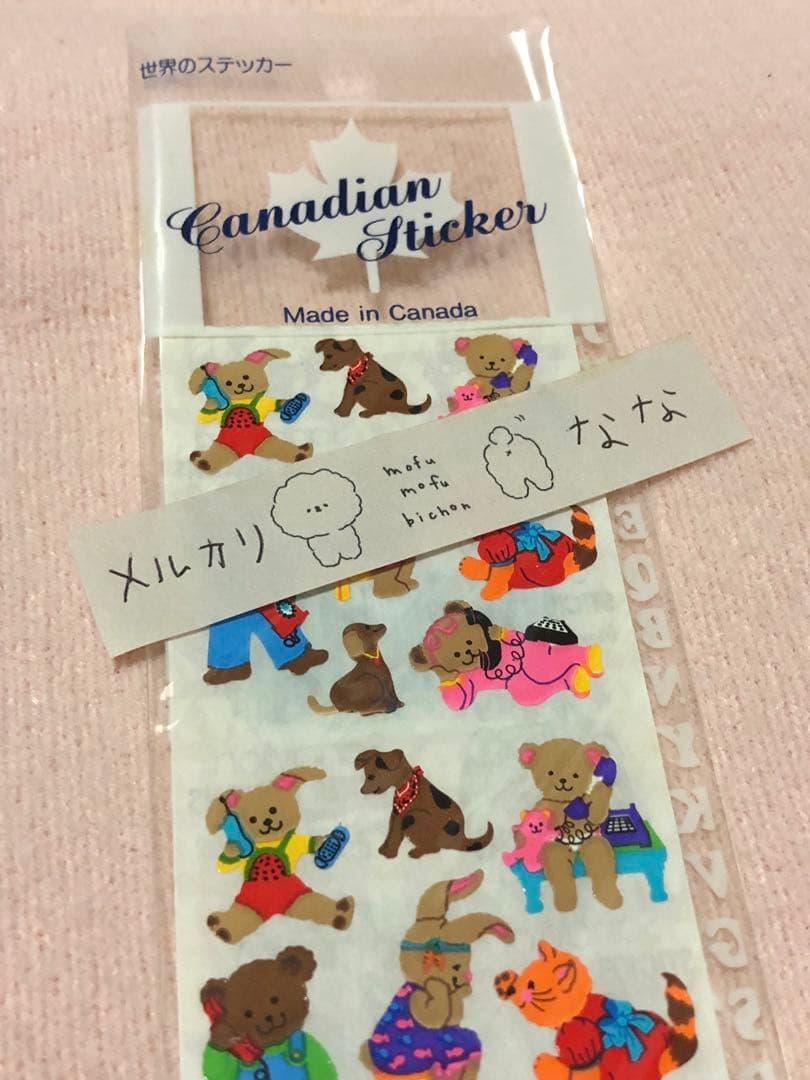 世界のステッカー
Canadian
Sticker
Made in Canada
メルカリ
mofu
mofu
bichon
なな